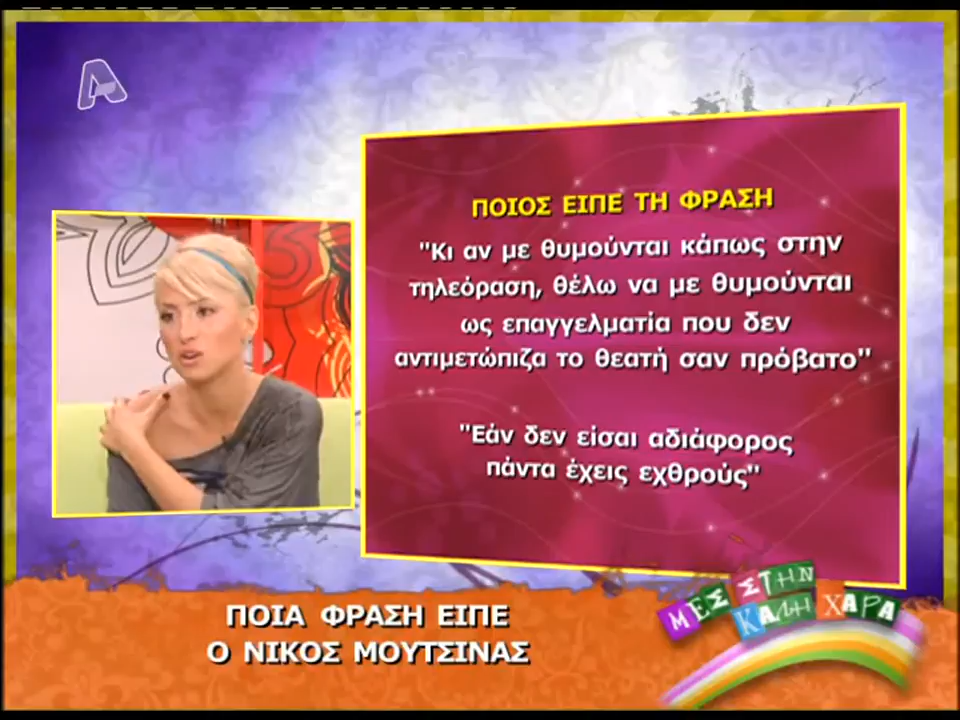 ΠΟΙΟΣ ΕΙΠΕ ΤΗ ΦΡΑΣΗ
"Κι αν με θυμούνται κάπως στην
τηλεόραση, θέλω να με θυμούνται
ως επαγγελματία που δεν
αντιμετώπιζα το θεατή σαν πρόβατο"
"Εάν δεν είσαι αδιάφορος
πάντα έχεις εχθρούς"
ΠΟΙΑ ΦΡΑΣΗ ΕΙΠΕ
Ο ΝΙΚΟΣ ΜΟΥΤΣΙΝΑΣ
ΜΕΣ ΣΤΗΝ
ΚΑΛΗ ΧΑΡΑ